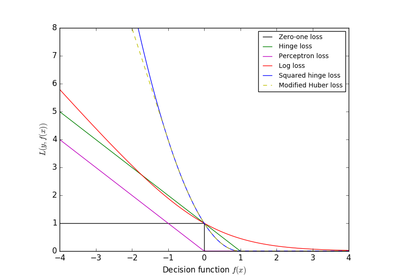 8
7
6
5
4
3
2
1
0
−4
−3
−2
−1
0
1
2
3
4
L(y, f(x))
Decision function f(x)
Zero-one loss
Hinge loss
Perceptron loss
Log loss
Squared hinge loss
Modified Huber loss